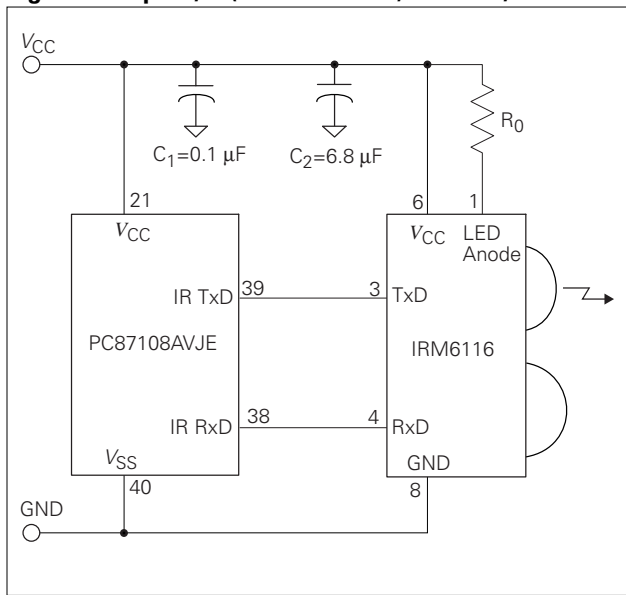 VCC
R0
C1=0.1 µF
C2=6.8 µF
21
6
1
VCC
VCC
LED
Anode
IR TxD
39
3
TxD
PC87108AVJE
IRM6116
IR RxD
38
4
RxD
VSS
GND
40
8
GND